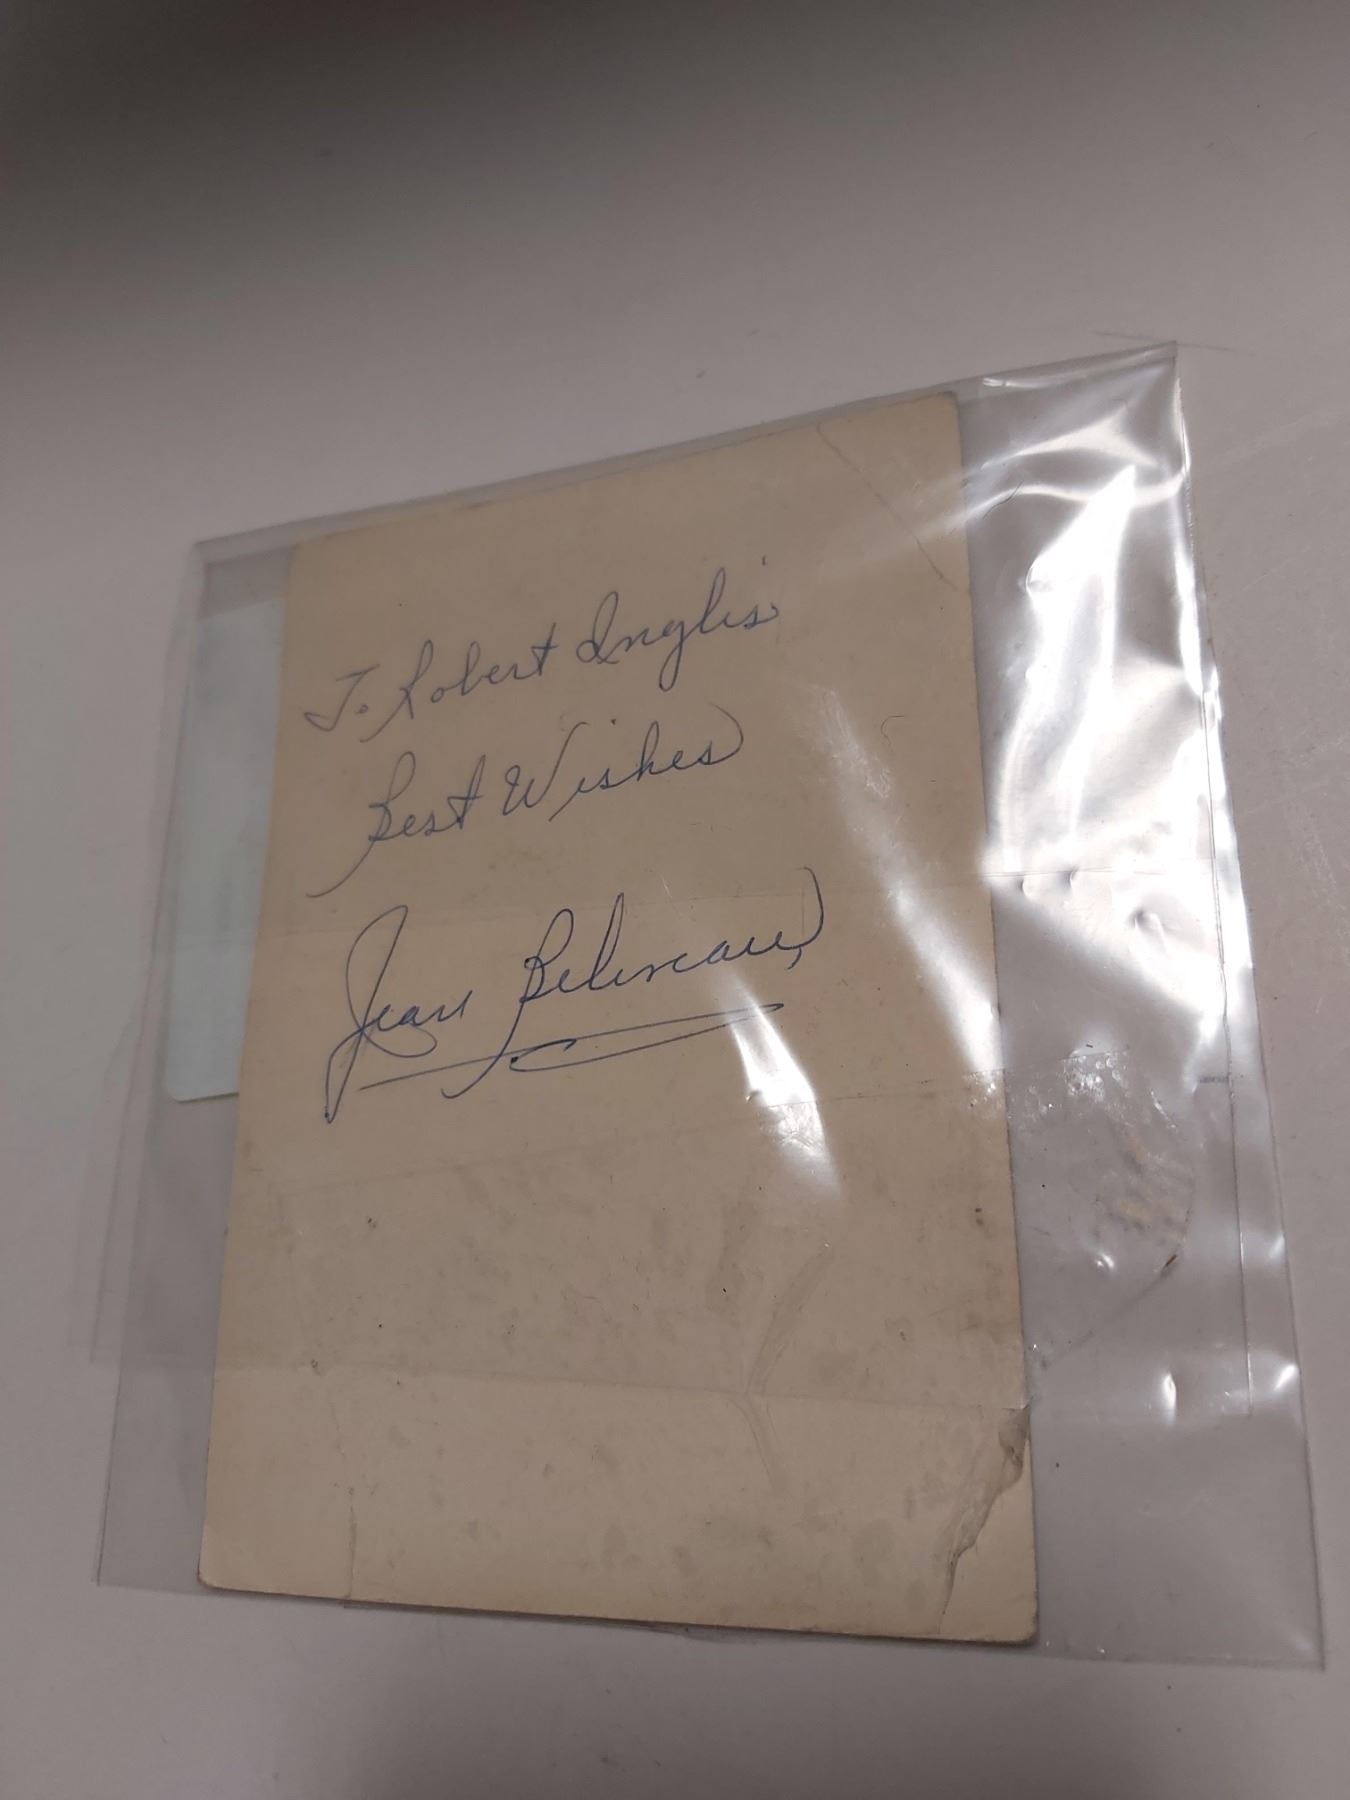 To Robert Inglis
Best Wishes
Jean Beliveau